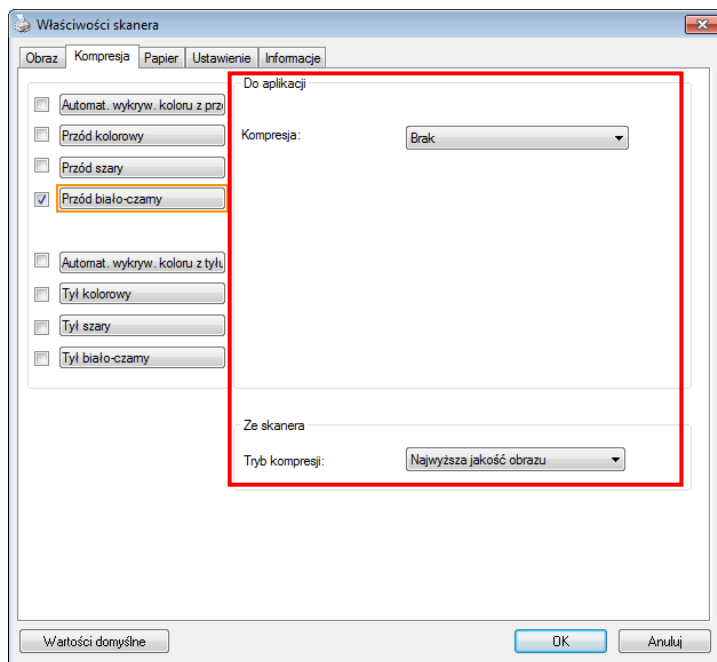 Właściwości skanera
Obraz Kompresja Papier Ustawienie Informacje
Do aplikacji
Automat. wykryw. koloru z prze
Przód kolorowy
Kompresja: Brak
Przód szary
Przód biało-czarny
Automat. wykryw. koloru z tyłu
Tył kolorowy
Tył szary
Tył biało-czarny
Ze skanera
Tryb kompresji: Najwyższa jakość obrazu
Wartości domyślne OK Anuluj